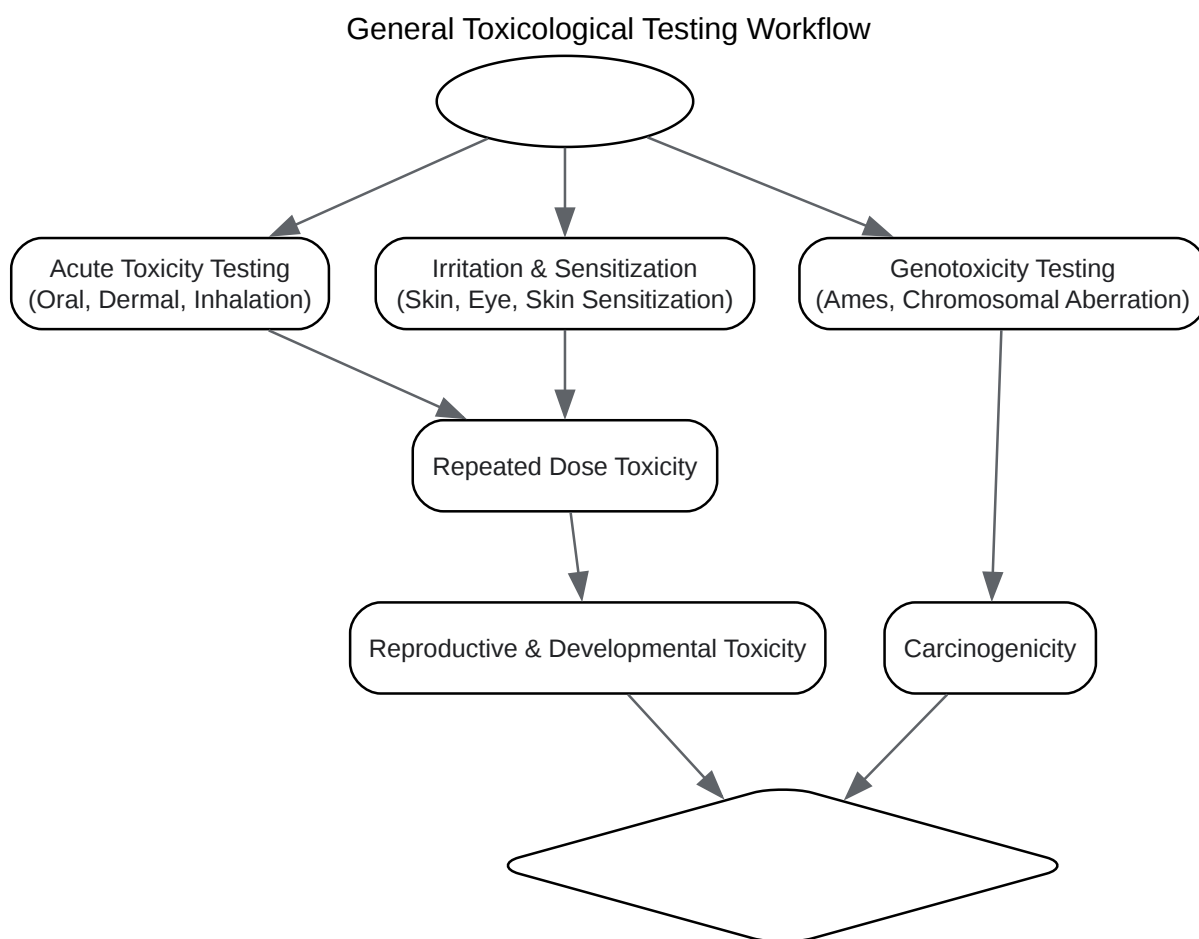 General Toxicological Testing Workflow
Acute Toxicity Testing
(Oral, Dermal, Inhalation)
Irritation & Sensitization
(Skin, Eye, Skin Sensitization)
Genotoxicity Testing
(Ames, Chromosomal Aberration)
Repeated Dose Toxicity
Reproductive & Developmental Toxicity
Carcinogenicity